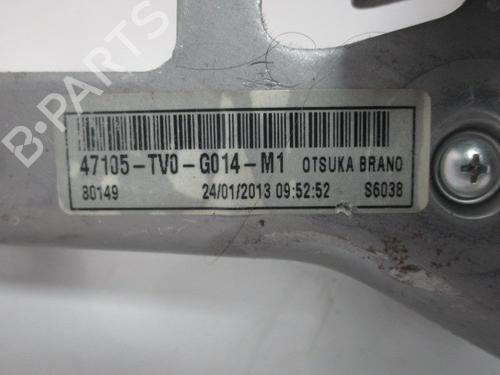 B-PARTS
47105-TV0-G014-M1 OTSUKA BRANO
80149 24/01/2013 09:52:52 S6038